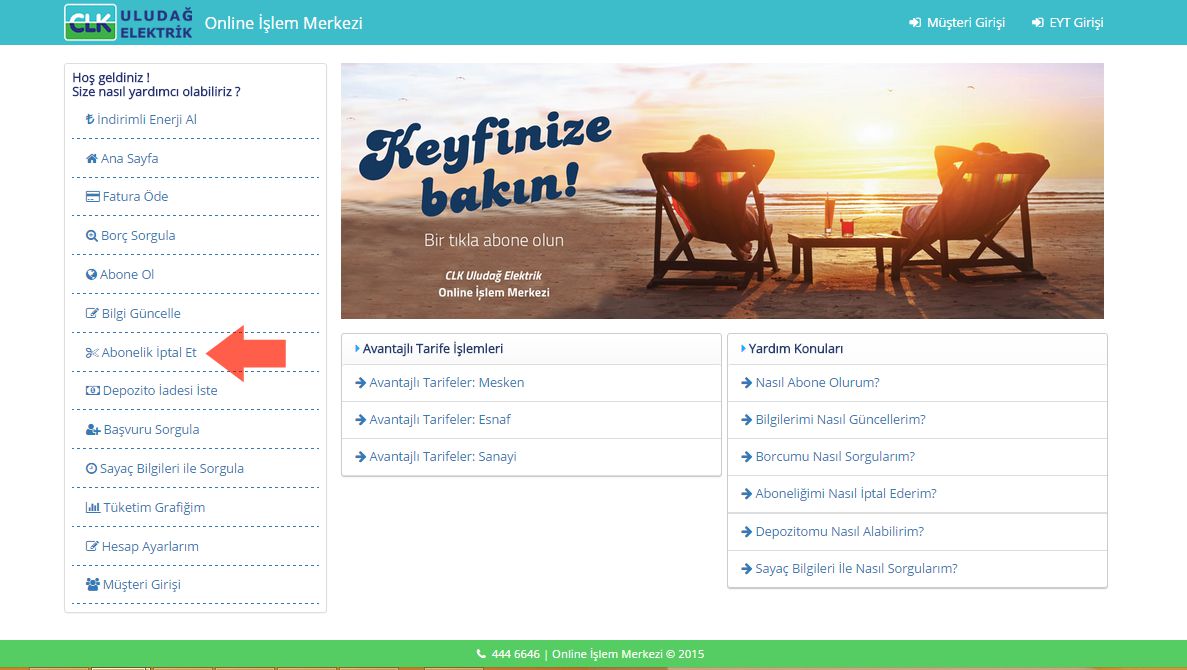 CLK ULUDAĞ ELEKTRİK
Online İşlem Merkezi
Müşteri Girişi
EYT Girişi
Hoş geldiniz !
Size nasıl yardımcı olabiliriz ?
İndirimli Enerji Al
Ana Sayfa
Fatura Öde
Borç Sorgula
Abone Ol
Bilgi Güncelle
Abonelik İptal Et
Depozito İadesi İste
Başvuru Sorgula
Sayaç Bilgileri ile Sorgula
Tüketim Grafiğim
Hesap Ayarlarım
Müşteri Girişi
Keyfinize
bakın!
Bir tıkla abone olun
CLK Uludağ Elektrik
Online İşlem Merkezi
Avantajlı Tarife İşlemleri
Avantajlı Tarifeler: Mesken
Avantajlı Tarifeler: Esnaf
Avantajlı Tarifeler: Sanayi
Yardım Konuları
Nasıl Abone Olurum?
Bilgilerimi Nasıl Güncellerim?
Borcumu Nasıl Sorgularım?
Aboneliğimi Nasıl İptal Ederim?
Depozitomu Nasıl Alabilirim?
Sayaç Bilgileri İle Nasıl Sorgularım?
444 6646 | Online İşlem Merkezi © 2015